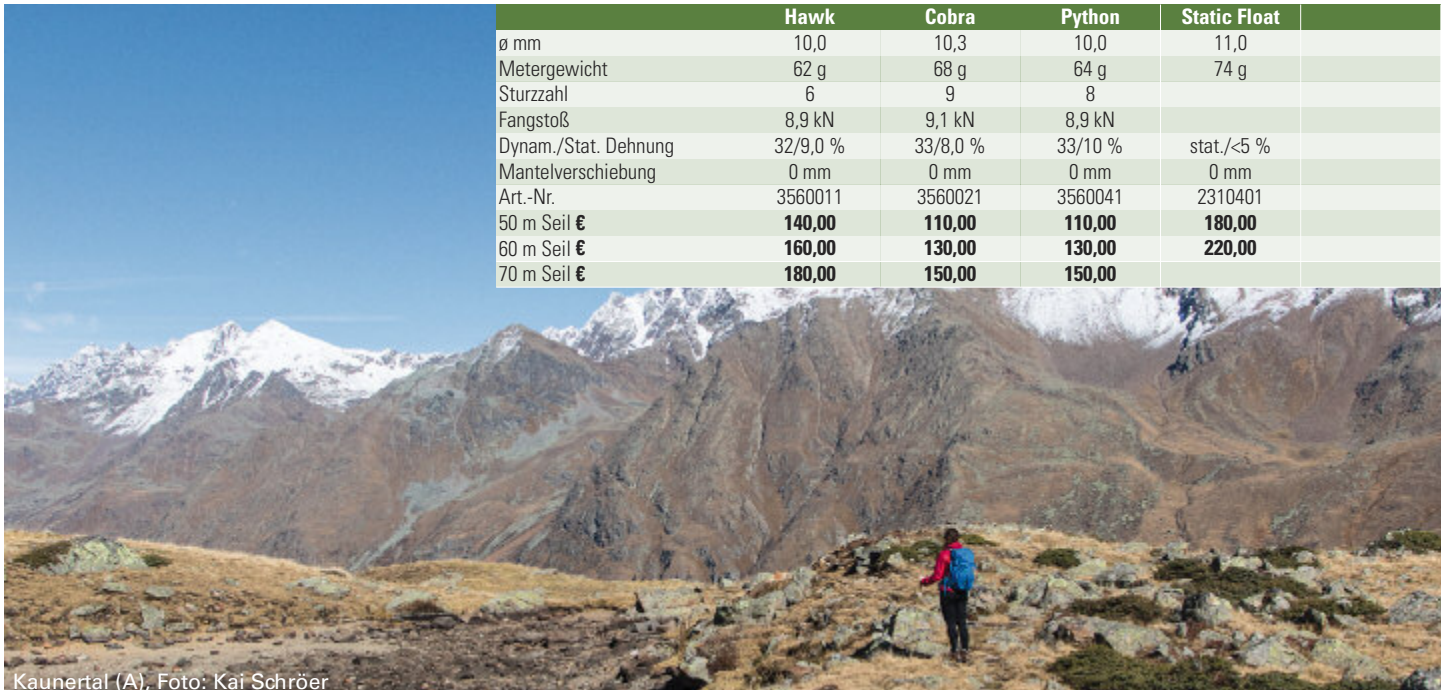 Hawk Cobra Python Static Float
ø mm 10,0 10,3 10,0 11,0
Metergewicht 62 g 68 g 64 g 74 g
Sturzzahl 6 9 8
Fangstoß 8,9 kN 9,1 kN 8,9 kN
Dynam./Stat. Dehnung 32/9,0 % 33/8,0 % 33/10 % stat./<5 %
Mantelverschiebung 0 mm 0 mm 0 mm 0 mm
Art.-Nr. 3560011 3560021 3560041 2310401
50 m Seil € 140,00 110,00 110,00 180,00
60 m Seil € 160,00 130,00 130,00 220,00
70 m Seil € 180,00 150,00 150,00
Kaunertal (A), Foto: Kai Schröer